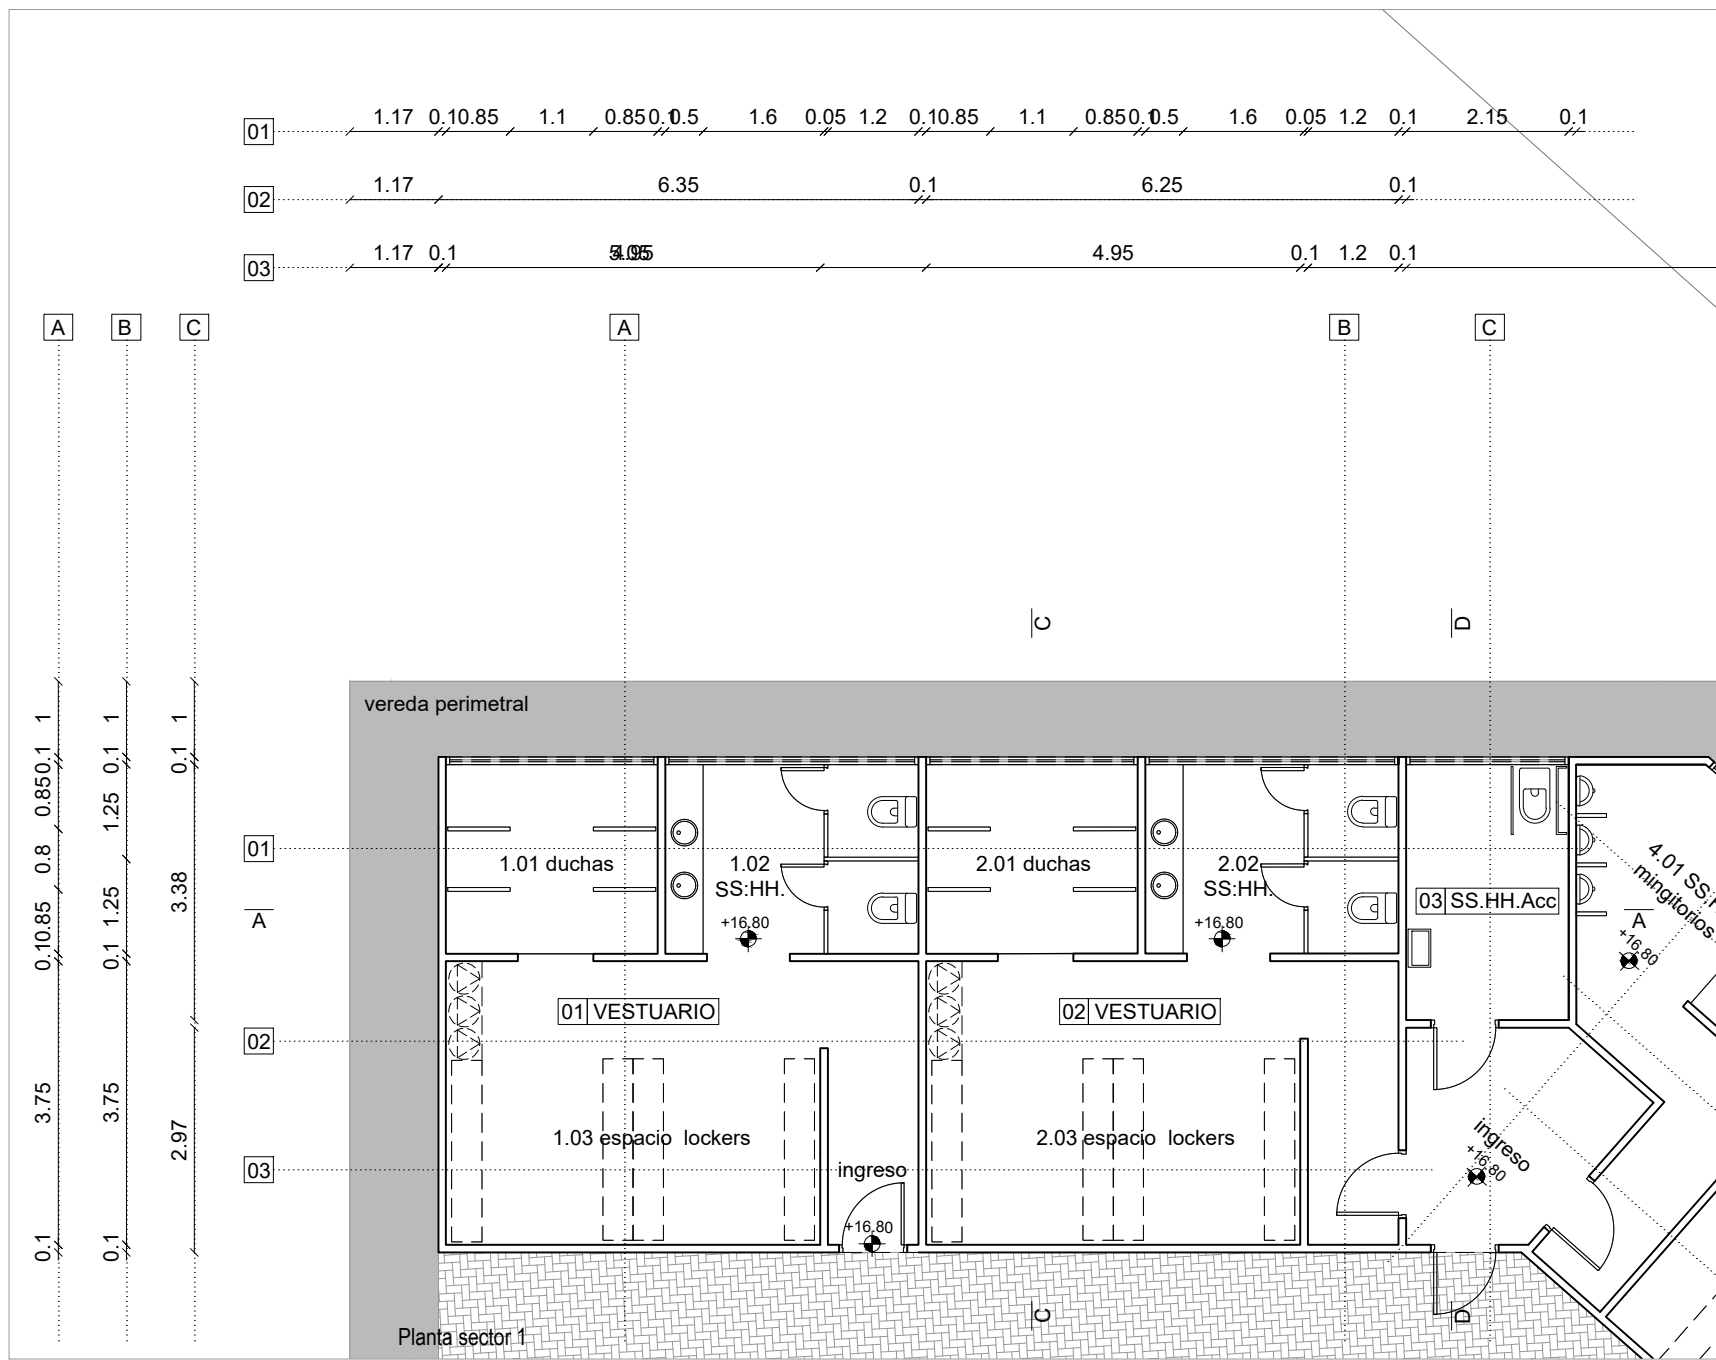 01 1.17 0.1 0.85 1.1 0.85 0.1 0.5 1.6 0.05 1.2 0.1 0.85 1.1 0.85 0.1 0.5 1.6 0.05 1.2 0.1 2.15 0.1
02 1.17 6.35 0.1 6.25 0.1
03 1.17 0.1 4.95 4.95 0.1 1.2 0.1
A B C A B C
C D
vereda perimetral
1 0.1 0.85 0.8 0.85 0.1 3.75 0.1
1 0.1 1.25 1.25 0.1 3.75 0.1
1 0.1 3.38 2.97
01
1.01 duchas
1.02
SS:HH.
+16.80
2.01 duchas
2.02
SS:HH.
+16.80
03 SS.HH.Acc
4.01 SS:H
mingitorios
+16.80
A
A
01 VESTUARIO
02 VESTUARIO
02
1.03 espacio lockers
2.03 espacio lockers
03
ingreso
+16.80
ingreso
+16.80
C D
Planta sector 1